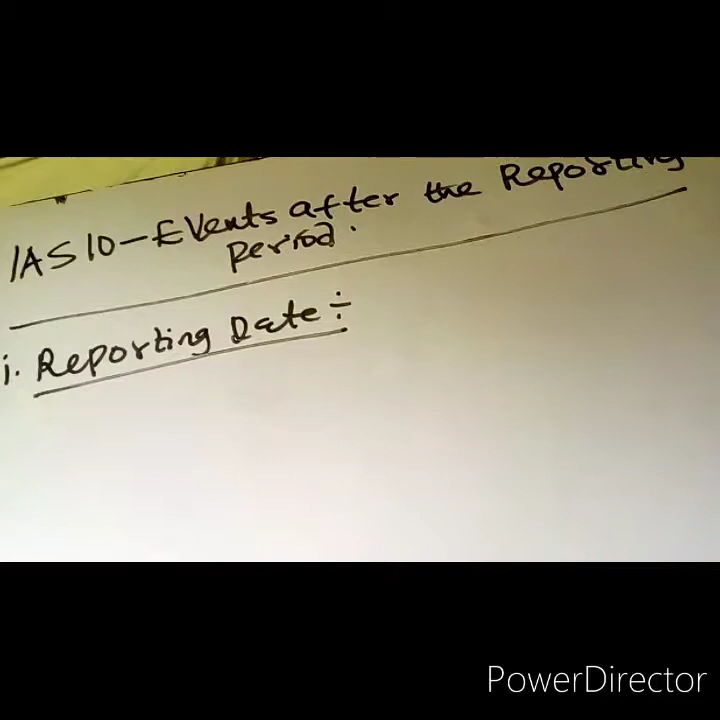 IAS 10 - Events after the Reporting
Period.
i. Reporting Date ÷
PowerDirector